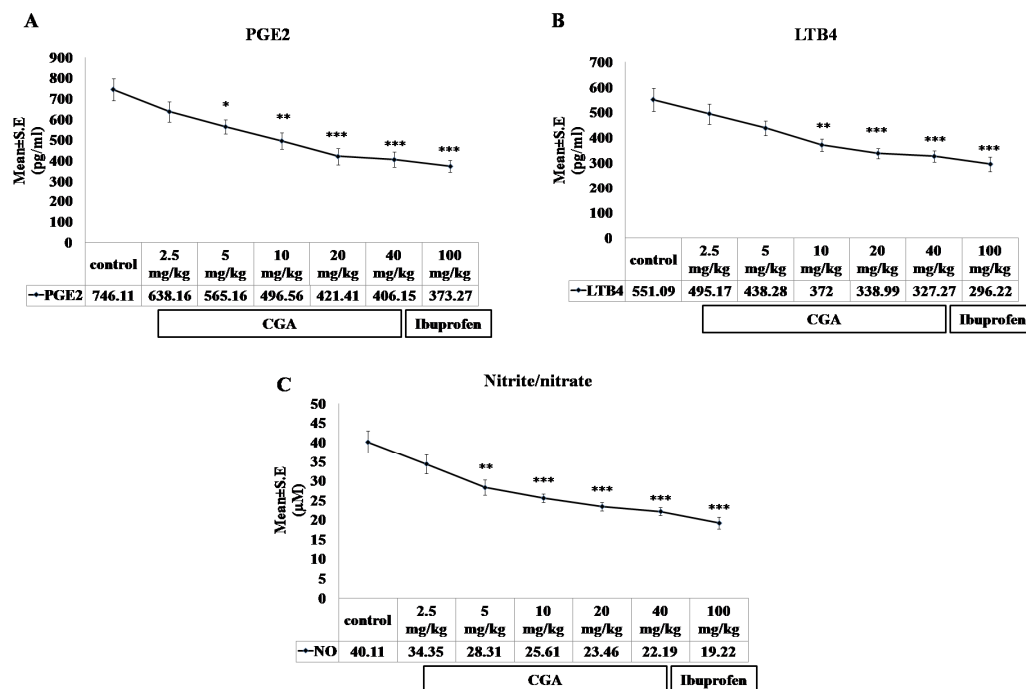 A
PGE2
Mean±S.E
(pg/ml)
900
800
700
600
500
400
300
200
100
0
*
**
***
***
***
control 2.5 mg/kg 5 mg/kg 10 mg/kg 20 mg/kg 40 mg/kg 100 mg/kg
PGE2 746.11 638.16 565.16 496.56 421.41 406.15 373.27
CGA Ibuprofen
B
LTB4
Mean±S.E
(pg/ml)
700
600
500
400
300
200
100
0
**
***
***
***
control 2.5 mg/kg 5 mg/kg 10 mg/kg 20 mg/kg 40 mg/kg 100 mg/kg
LTB4 551.09 495.17 438.28 372 338.99 327.27 296.22
CGA Ibuprofen
C
Nitrite/nitrate
Mean±S.E
(µM)
50
45
40
35
30
25
20
15
10
5
0
**
***
***
***
***
control 2.5 mg/kg 5 mg/kg 10 mg/kg 20 mg/kg 40 mg/kg 100 mg/kg
NO 40.11 34.35 28.31 25.61 23.46 22.19 19.22
CGA Ibuprofen